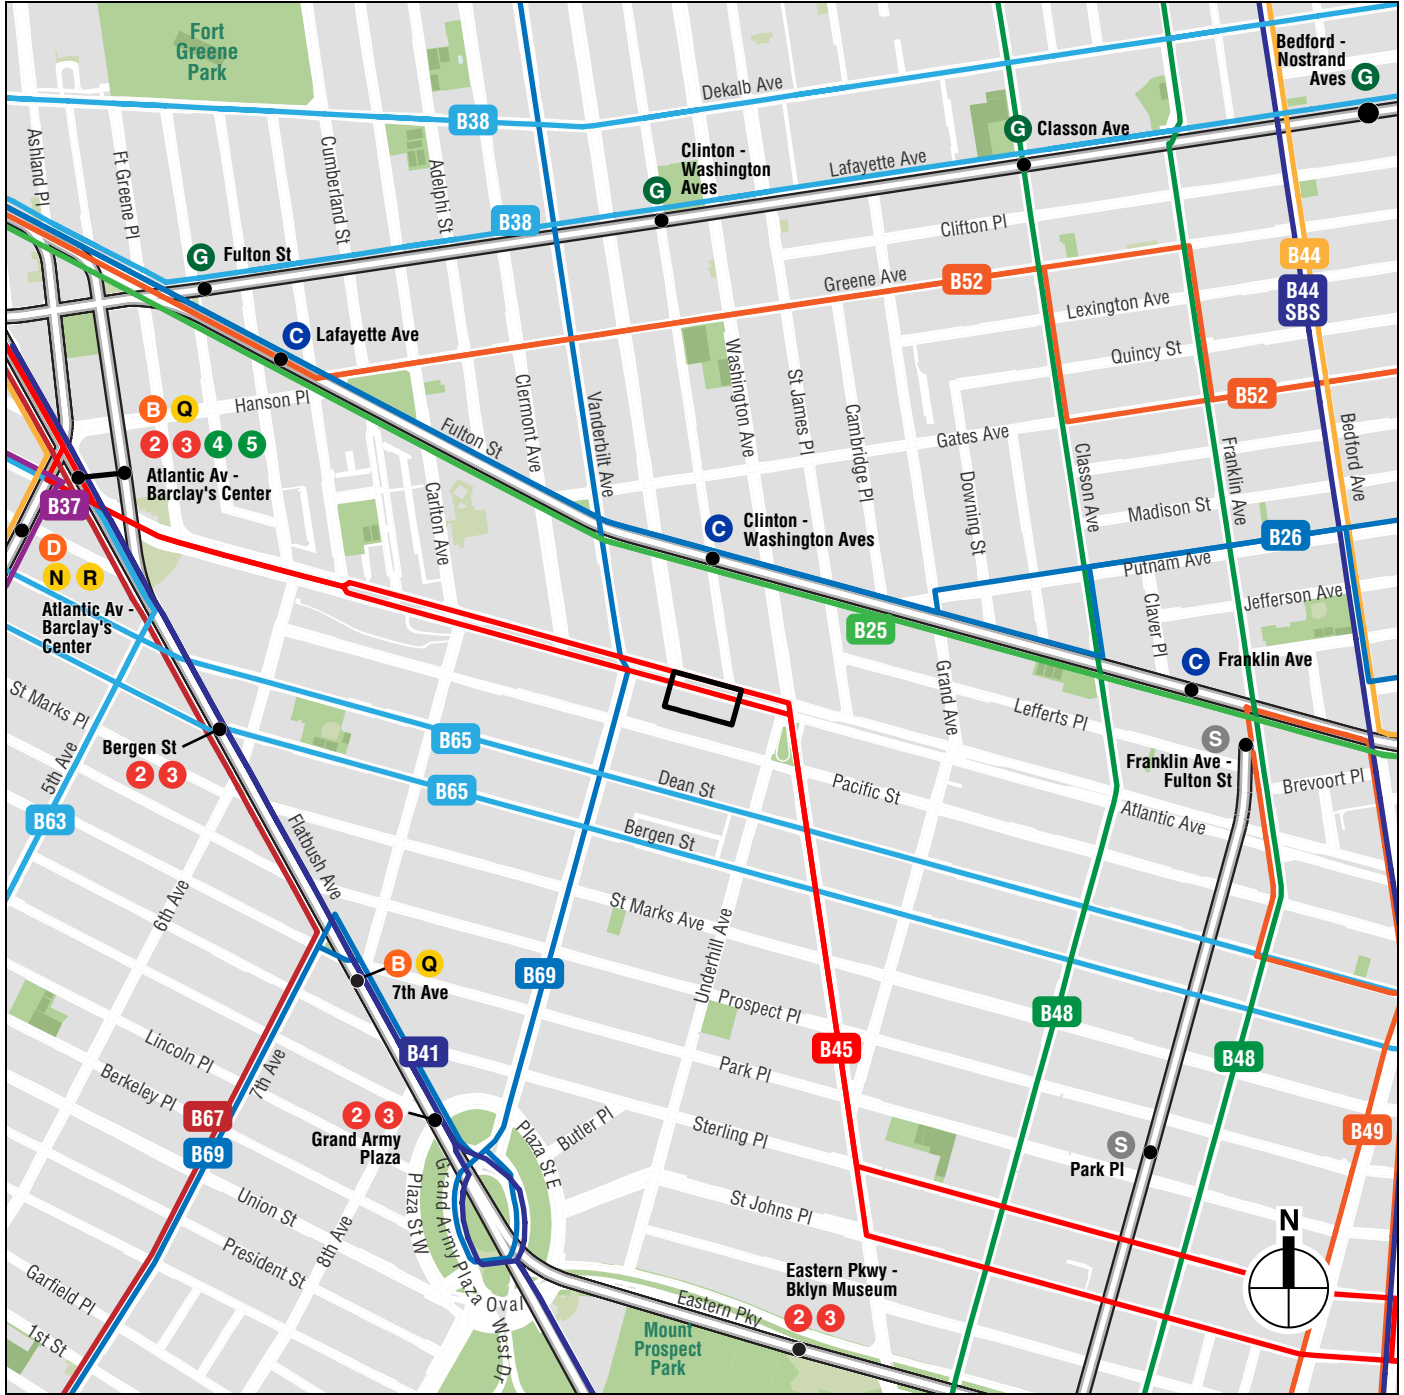 Fort
Greene
Park
Bedford -
Nostrand
Aves
G
Dekalb Ave
B38
G
Classon Ave
Ashland Pl
Ft Greene Pl
Cumberland St
Adelphi St
Clinton -
Washington
Aves
G
Lafayette Ave
B38
Clifton Pl
G
Fulton St
B44
Greene Ave
B52
B44
SBS
Lexington Ave
C
Lafayette Ave
Quincy St
B
Q
Hanson Pl
Clermont Ave
Vanderbilt Ave
Washington Ave
St James Pl
Cambridge Pl
B52
2
3
4
5
Fulton St
Gates Ave
Classon Ave
Franklin Ave
Bedford Ave
Atlantic Av -
Barclay's Center
B37
Carlton Ave
Downing St
Madison St
C
Clinton -
Washington Aves
B26
D
N
R
Putnam Ave
Atlantic Av -
Barclay's
Center
B25
Claver Pl
Jefferson Ave
C
Franklin Ave
Grand Ave
St Marks Pl
Lefferts Pl
Bergen St
2
3
B65
S
Franklin Ave -
Fulton St
5th Ave
Dean St
Pacific St
B65
Brevoort Pl
B63
Atlantic Ave
Bergen St
Flatbush Ave
6th Ave
St Marks Ave
Underhill Ave
B
Q
7th Ave
B69
Prospect Pl
B48
Lincoln Pl
B41
B45
B48
7th Ave
Park Pl
Berkeley Pl
B67
2
3
Grand Army
Plaza
Butler Pl
Plaza St E
Sterling Pl
B49
B69
S
Park Pl
Plaza St W
Grand Army Plaza
Union St
St Johns Pl
N
8th Ave
President St
Eastern Pkwy -
Bklyn Museum
2
3
Garfield Pl
Oval
Eastern Pky
West Dr
Mount
Prospect
Park
1st St